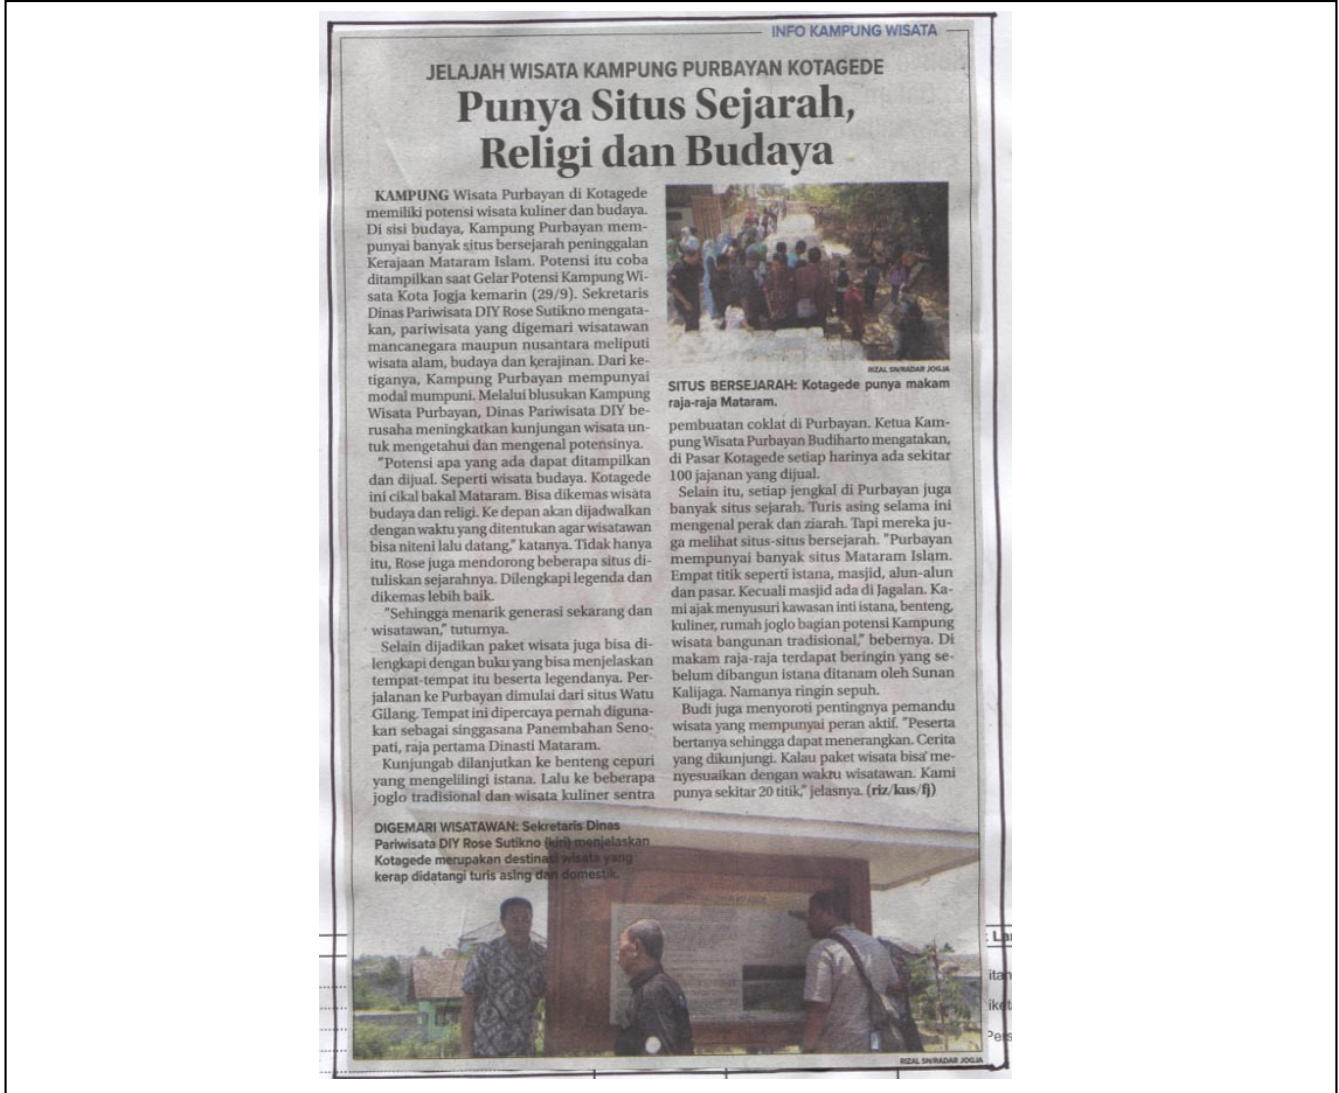 INFO KAMPUNG WISATA
JELAJAH WISATA KAMPUNG PURBAYAN KOTAGEDE
Punya Situs Sejarah,
Religi dan Budaya
KAMPUNG Wisata Purbayan di Kotagede
memiliki potensi wisata kuliner dan budaya.
Di sisi budaya, Kampung Purbayan mem-
punyai banyak situs bersejarah peninggalan
Kerajaan Mataram Islam. Potensi itu coba
ditampilkan saat Gelar Potensi Kampung Wi-
sata Kota Jogja kemarin (29/9). Sekretaris
Dinas Pariwisata DIY Rose Sutikno mengata-
kan, pariwisata yang digemari wisatawan
mancanegara maupun nusantara meliputi
wisata alam, budaya dan kerajinan. Dari ke-
tiganya, Kampung Purbayan mempunyai
modal mumpuni. Melalui blusukan Kampung
Wisata Purbayan, Dinas Pariwisata DIY be-
rusaha meningkatkan kunjungan wisata un-
tuk mengetahui dan mengenal potensinya.
"Potensi apa yang ada dapat ditampilkan
dan dijual. Seperti wisata budaya. Kotagede
ini cikal bakal Mataram. Bisa dikemas wisata
budaya dan religi. Ke depan akan dijadwalkan
dengan waktu yang ditentukan agar wisatawan
bisa niteni lalu datang," katanya. Tidak hanya
itu, Rose juga mendorong beberapa situs di-
tuliskan sejarahnya. Dilengkapi legenda dan
dikemas lebih baik.
"Sehingga menarik generasi sekarang dan
wisatawan," tuturnya.
Selain dijadikan paket wisata juga bisa di-
lengkapi dengan buku yang bisa menjelaskan
tempat-tempat itu beserta legendanya. Per-
jalanan ke Purbayan dimulai dari situs Watu
Gilang. Tempat ini dipercaya pernah diguna-
kan sebagai singgasana Panembahan Seno-
pati, raja pertama Dinasti Mataram.
Kunjungab dilanjutkan ke benteng cepuri
yang mengelilingi istana. Lalu ke beberapa
joglo tradisional dan wisata kuliner sentra
RIZAL SN/RADAR JOGJA
SITUS BERSEJARAH: Kotagede punya makam
raja-raja Mataram.
pembuatan coklat di Purbayan. Ketua Kam-
pung Wisata Purbayan Budiharto mengatakan,
di Pasar Kotagede setiap harinya ada sekitar
100 jajanan yang dijual.
Selain itu, setiap jengkal di Purbayan juga
banyak situs sejarah. Turis asing selama ini
mengenal perak dan ziarah. Tapi mereka ju-
ga melihat situs-situs bersejarah. "Purbayan
mempunyai banyak situs Mataram Islam.
Empat titik seperti istana, masjid, alun-alun
dan pasar. Kecuali masjid ada di Jagalan. Ka-
mi ajak menyusuri kawasan inti istana, benteng,
kuliner, rumah joglo bagian potensi Kampung
wisata bangunan tradisional," bebernya. Di
makam raja-raja terdapat beringin yang se-
belum dibangun istana ditanam oleh Sunan
Kalijaga. Namanya ringin sepuh.
Budi juga menyoroti pentingnya pemandu
wisata yang mempunyai peran aktif. "Peserta
bertanya sehingga dapat menerangkan. Cerita
yang dikunjungi. Kalau paket wisata bisa me-
nyesuaikan dengan waktu wisatawan. Kami
punya sekitar 20 titik," jelasnya. (riz/kus/fj)
DIGEMARI WISATAWAN: Sekretaris Dinas
Pariwisata DIY Rose Sutikno (kiri) menjelaskan
Kotagede merupakan destinasi wisata yang
kerap didatangi turis asing dan domestik.
RIZAL SN/RADAR JOGJA